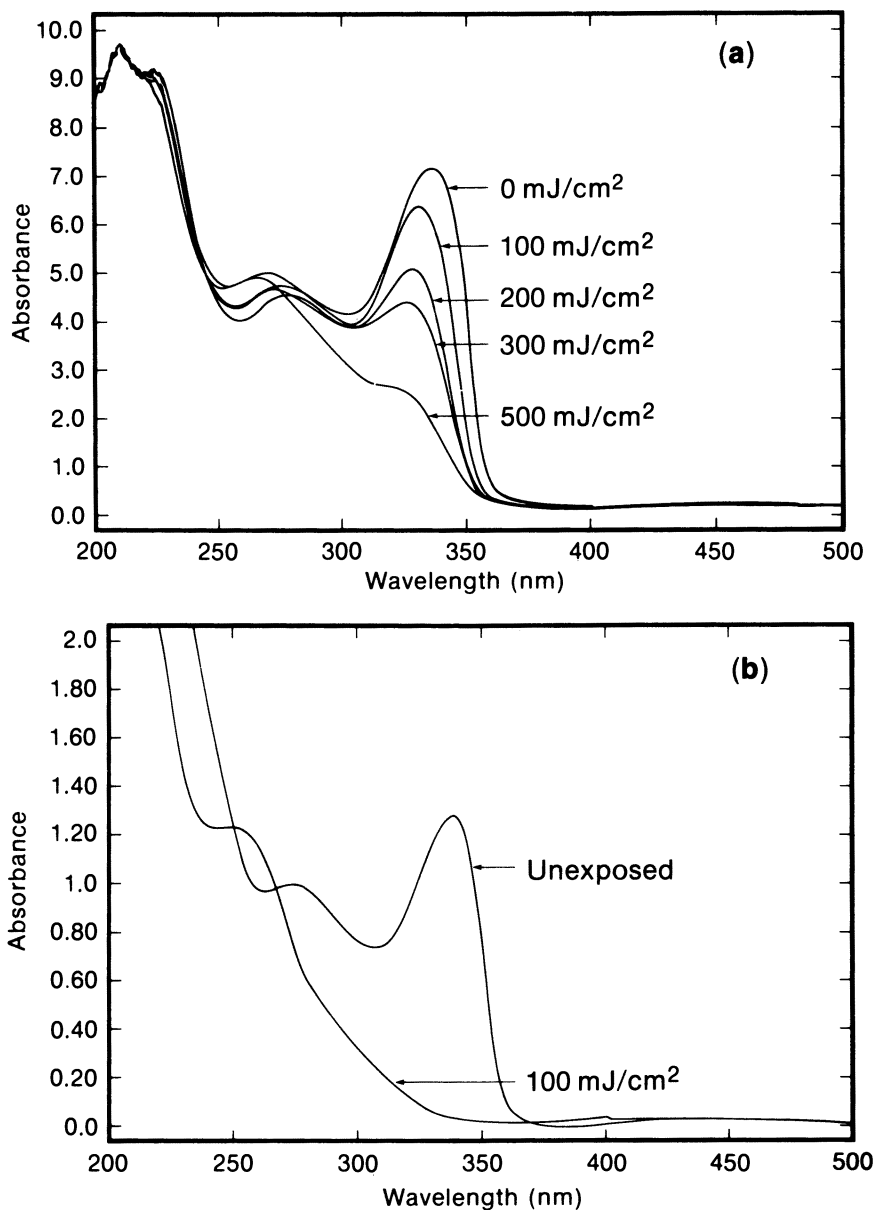 (a)
10.0
9.0
8.0
7.0
6.0
5.0
4.0
3.0
2.0
1.0
0.0
Absorbance
0 mJ/cm²
100 mJ/cm²
200 mJ/cm²
300 mJ/cm²
500 mJ/cm²
200 250 300 350 400 450 500
Wavelength (nm)
(b)
2.0
1.80
1.60
1.40
1.20
1.0
0.80
0.60
0.40
0.20
0.0
Absorbance
Unexposed
100 mJ/cm²
200 250 300 350 400 450 500
Wavelength (nm)